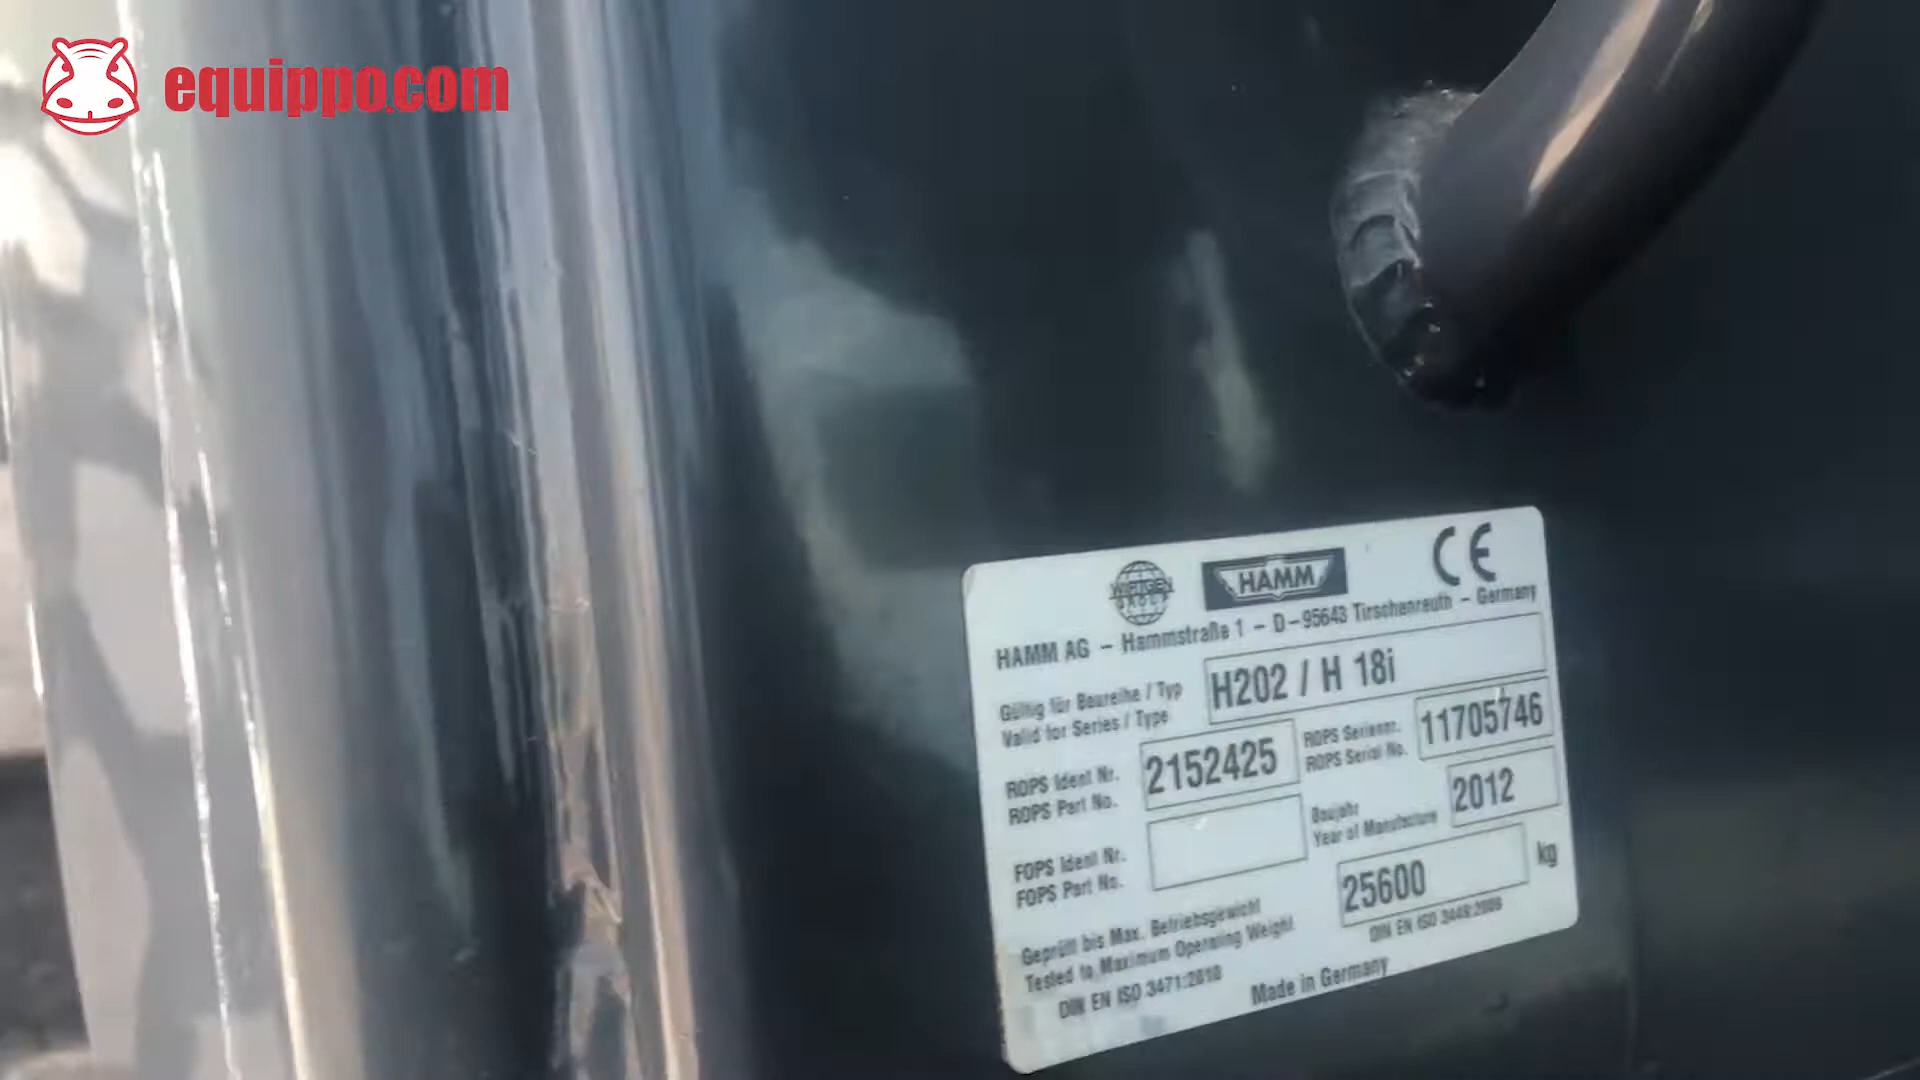 equippo.com
WIRTGEN GROUP
HAMM
CE
HAMM AG - Hammstraße 1 - D-95643 Tirschenreuth - Germany
Gültig für Baureihe / Typ
Valid for Series / Type
H202 / H 18i
ROPS Ident Nr.
ROPS Part No.
2152425
ROPS Seriennr.
ROPS Serial No.
11705746
FOPS Ident Nr.
FOPS Part No.
Baujahr
Year of Manufacture
2012
Geprüft bis Max. Betriebsgewicht
Tested to Maximum Operating Weight
25600
kg
DIN EN ISO 3471:2010
DIN EN ISO 3449:2009
Made in Germany